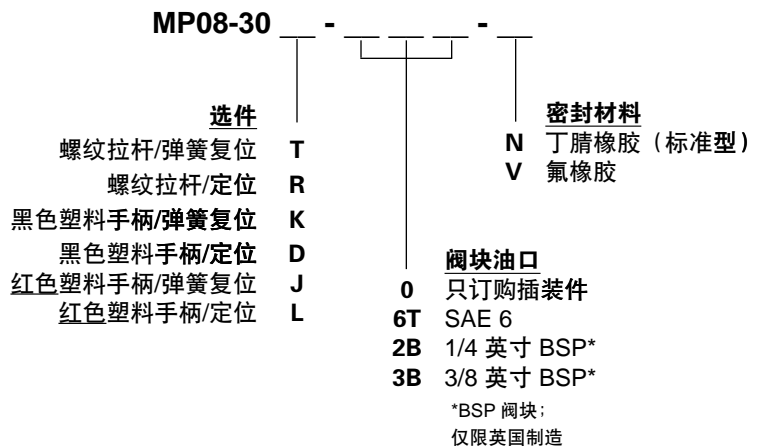 MP08-30 __ - __ __ __ - __
选件
螺纹拉杆/弹簧复位 T
螺纹拉杆/定位 R
黑色塑料手柄/弹簧复位 K
黑色塑料手柄/定位 D
红色塑料手柄/弹簧复位 J
红色塑料手柄/定位 L
密封材料
N 丁腈橡胶（标准型）
V 氟橡胶
阀块油口
0 只订购插装件
6T SAE 6
2B 1/4 英寸 BSP*
3B 3/8 英寸 BSP*
*BSP 阀块；
仅限英国制造